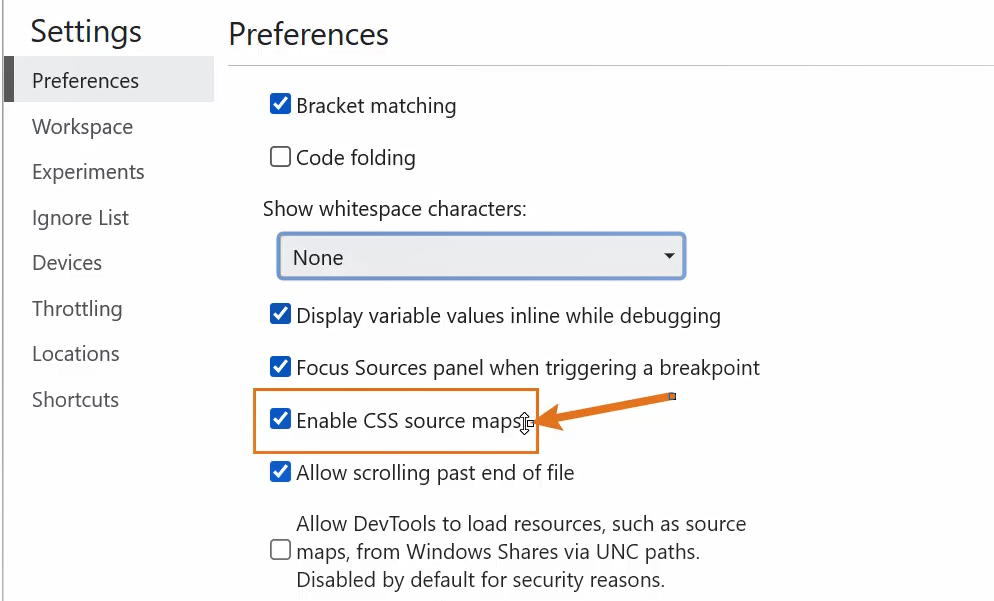 Settings
Preferences
Workspace
Experiments
Ignore List
Devices
Throttling
Locations
Shortcuts
Preferences
Bracket matching
Code folding
Show whitespace characters:
None
Display variable values inline while debugging
Focus Sources panel when triggering a breakpoint
Enable CSS source maps
Allow scrolling past end of file
Allow DevTools to load resources, such as source
maps, from Windows Shares via UNC paths.
Disabled by default for security reasons.